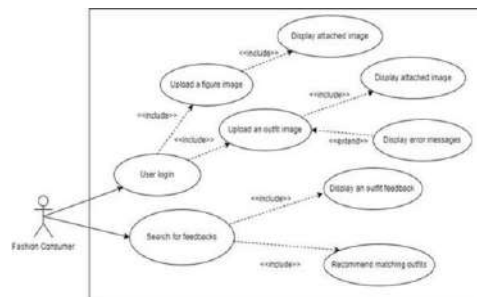 Display attached image
<<include>>
Display attached image
Upload a figure image
<<include>>
<<include>>
Upload an outfit image
<<include>>
<<extend>>
Display error messages
User login
Display an outfit feedback
<<include>>
Search for feedbacks
Fashion Consumer
<<include>>
Recommend matching outfits